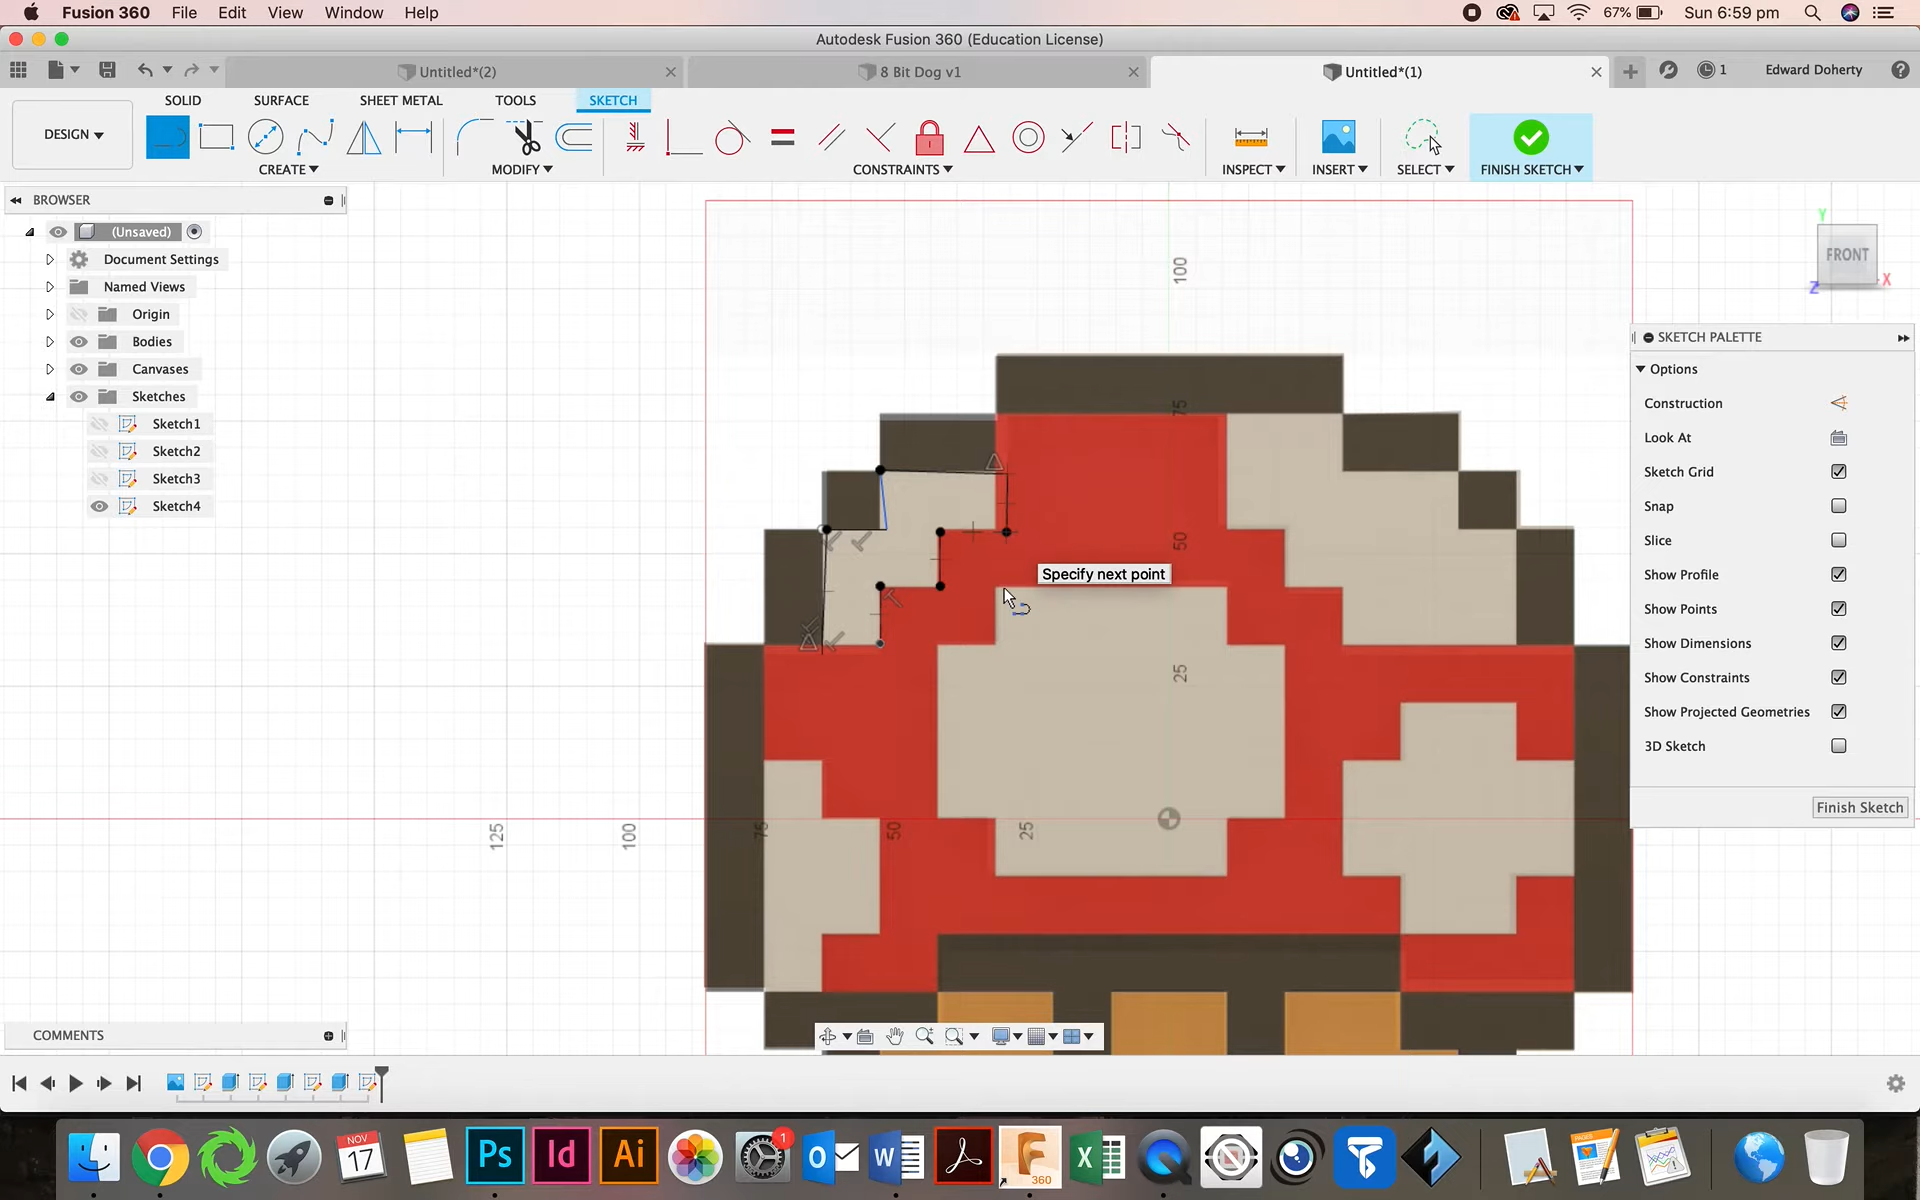 Fusion 360 File Edit View Window Help
67% Sun 6:59 pm
Autodesk Fusion 360 (Education License)
Untitled*(2)
8 Bit Dog v1
Untitled*(1)
1
Edward Doherty
DESIGN
SOLID SURFACE SHEET METAL TOOLS SKETCH
CREATE
MODIFY
CONSTRAINTS
INSPECT
INSERT
SELECT
FINISH SKETCH
BROWSER
(Unsaved)
Document Settings
Named Views
Origin
Bodies
Canvases
Sketches
Sketch1
Sketch2
Sketch3
Sketch4
100
75
50
25
Specify next point
125
100
75
50
25
Y
FRONT
X
Z
SKETCH PALETTE
Options
Construction
Look At
Sketch Grid
Snap
Slice
Show Profile
Show Points
Show Dimensions
Show Constraints
Show Projected Geometries
3D Sketch
Finish Sketch
COMMENTS
NOV
17
Ps
Id
Ai
1
360